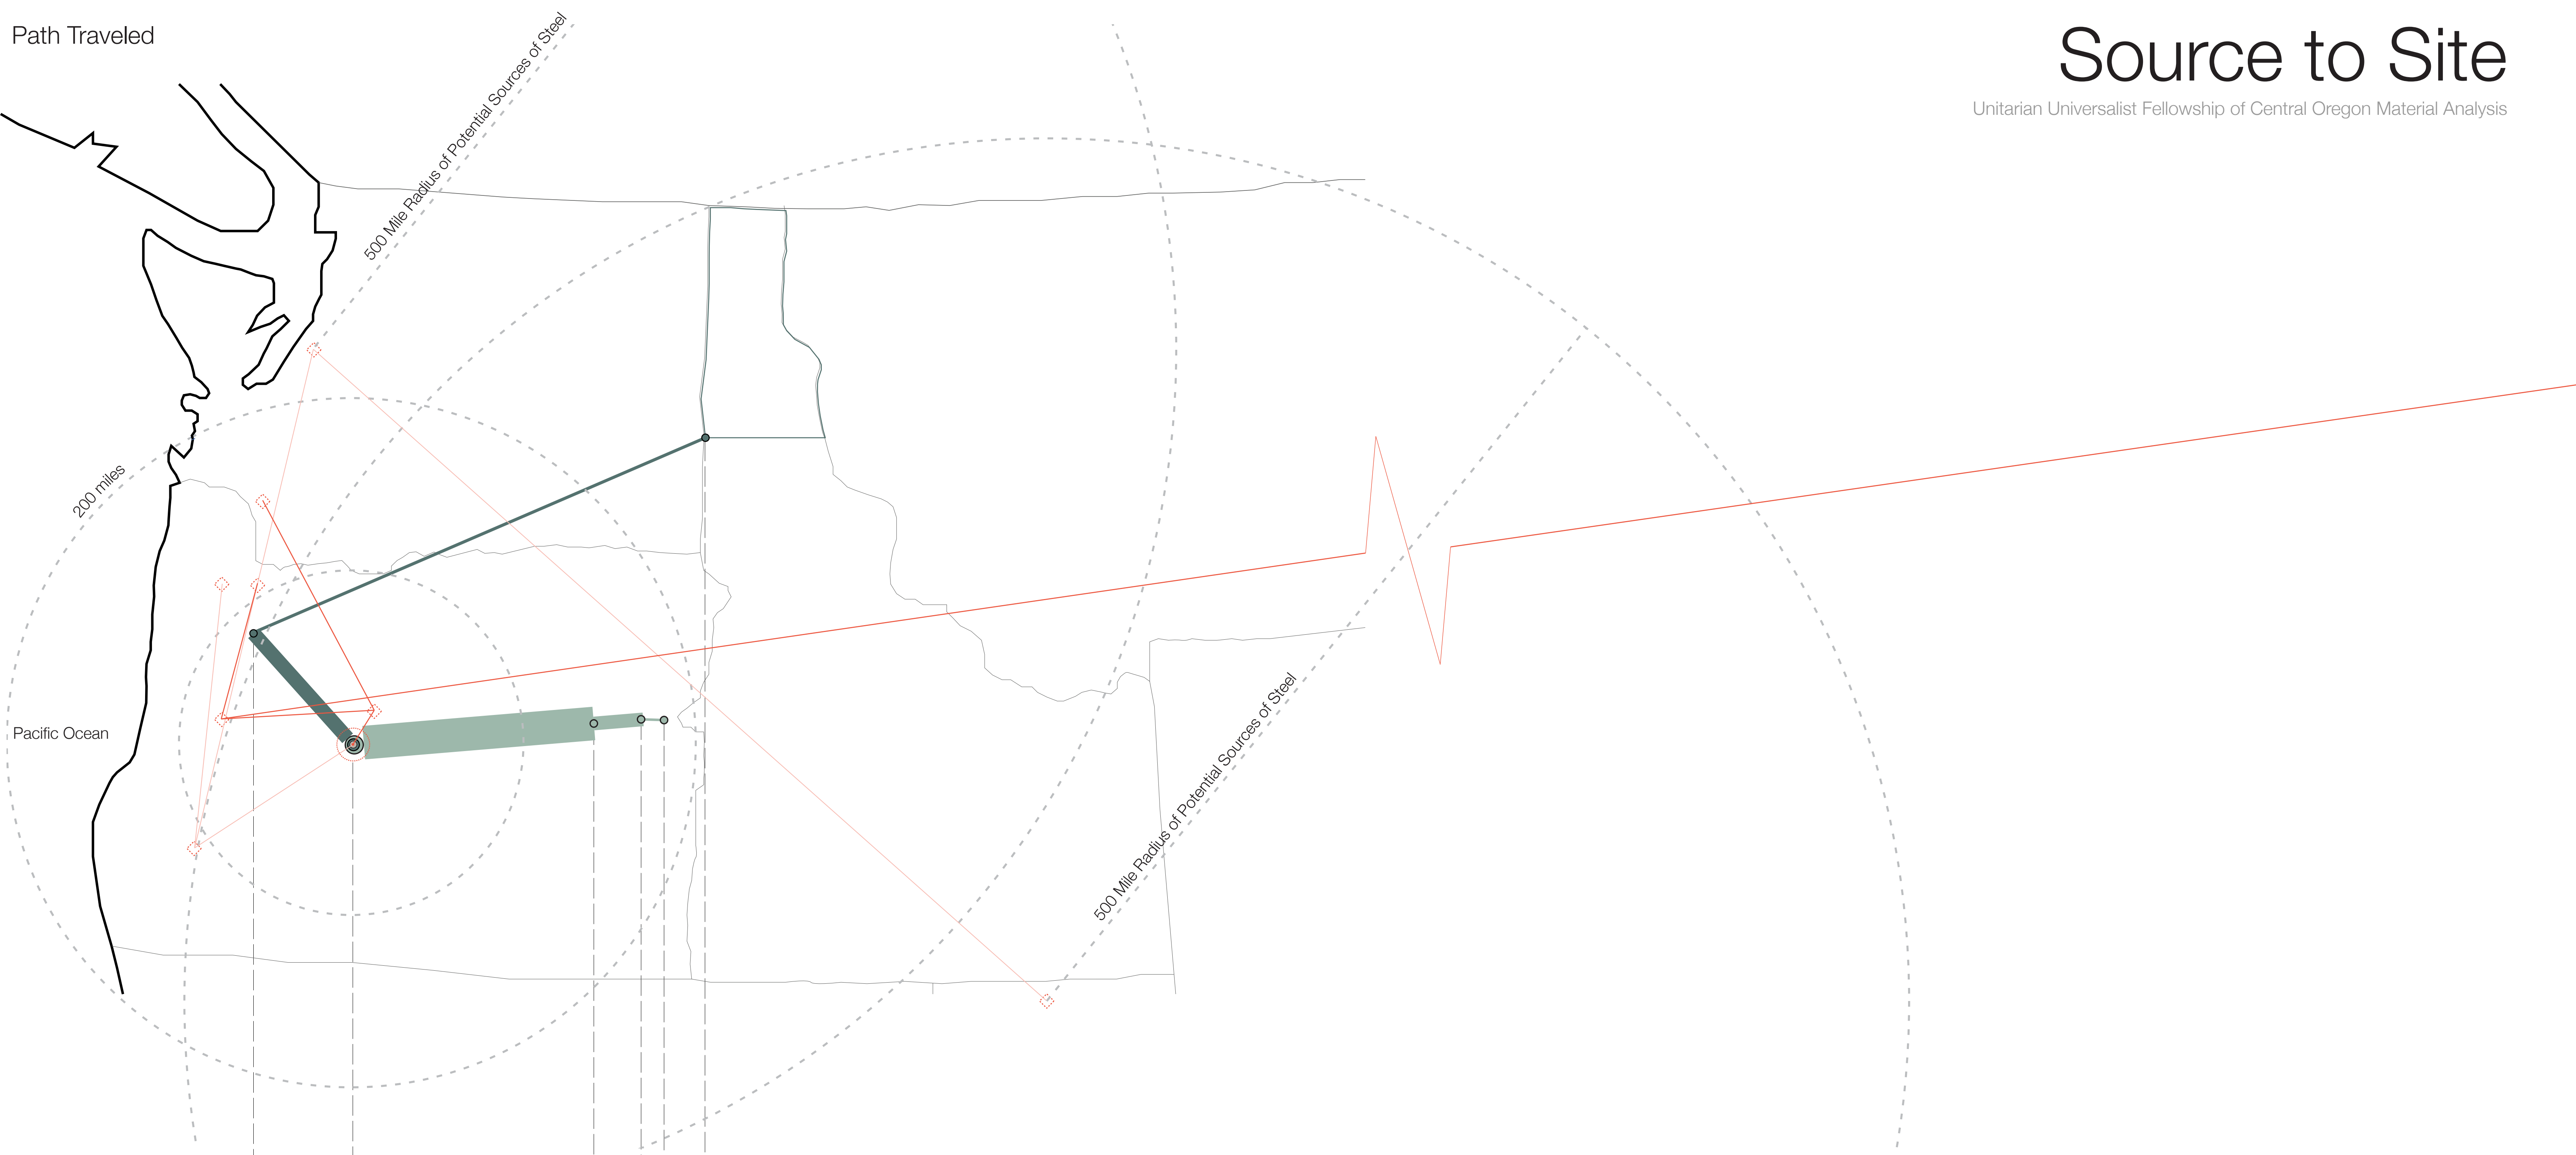 Path Traveled
Source to Site
Unitarian Universalist Fellowship of Central Oregon Material Analysis
500 Mile Radius of Potential Sources of Steel
200 miles
Pacific Ocean
500 Mile Radius of Potential Sources of Steel